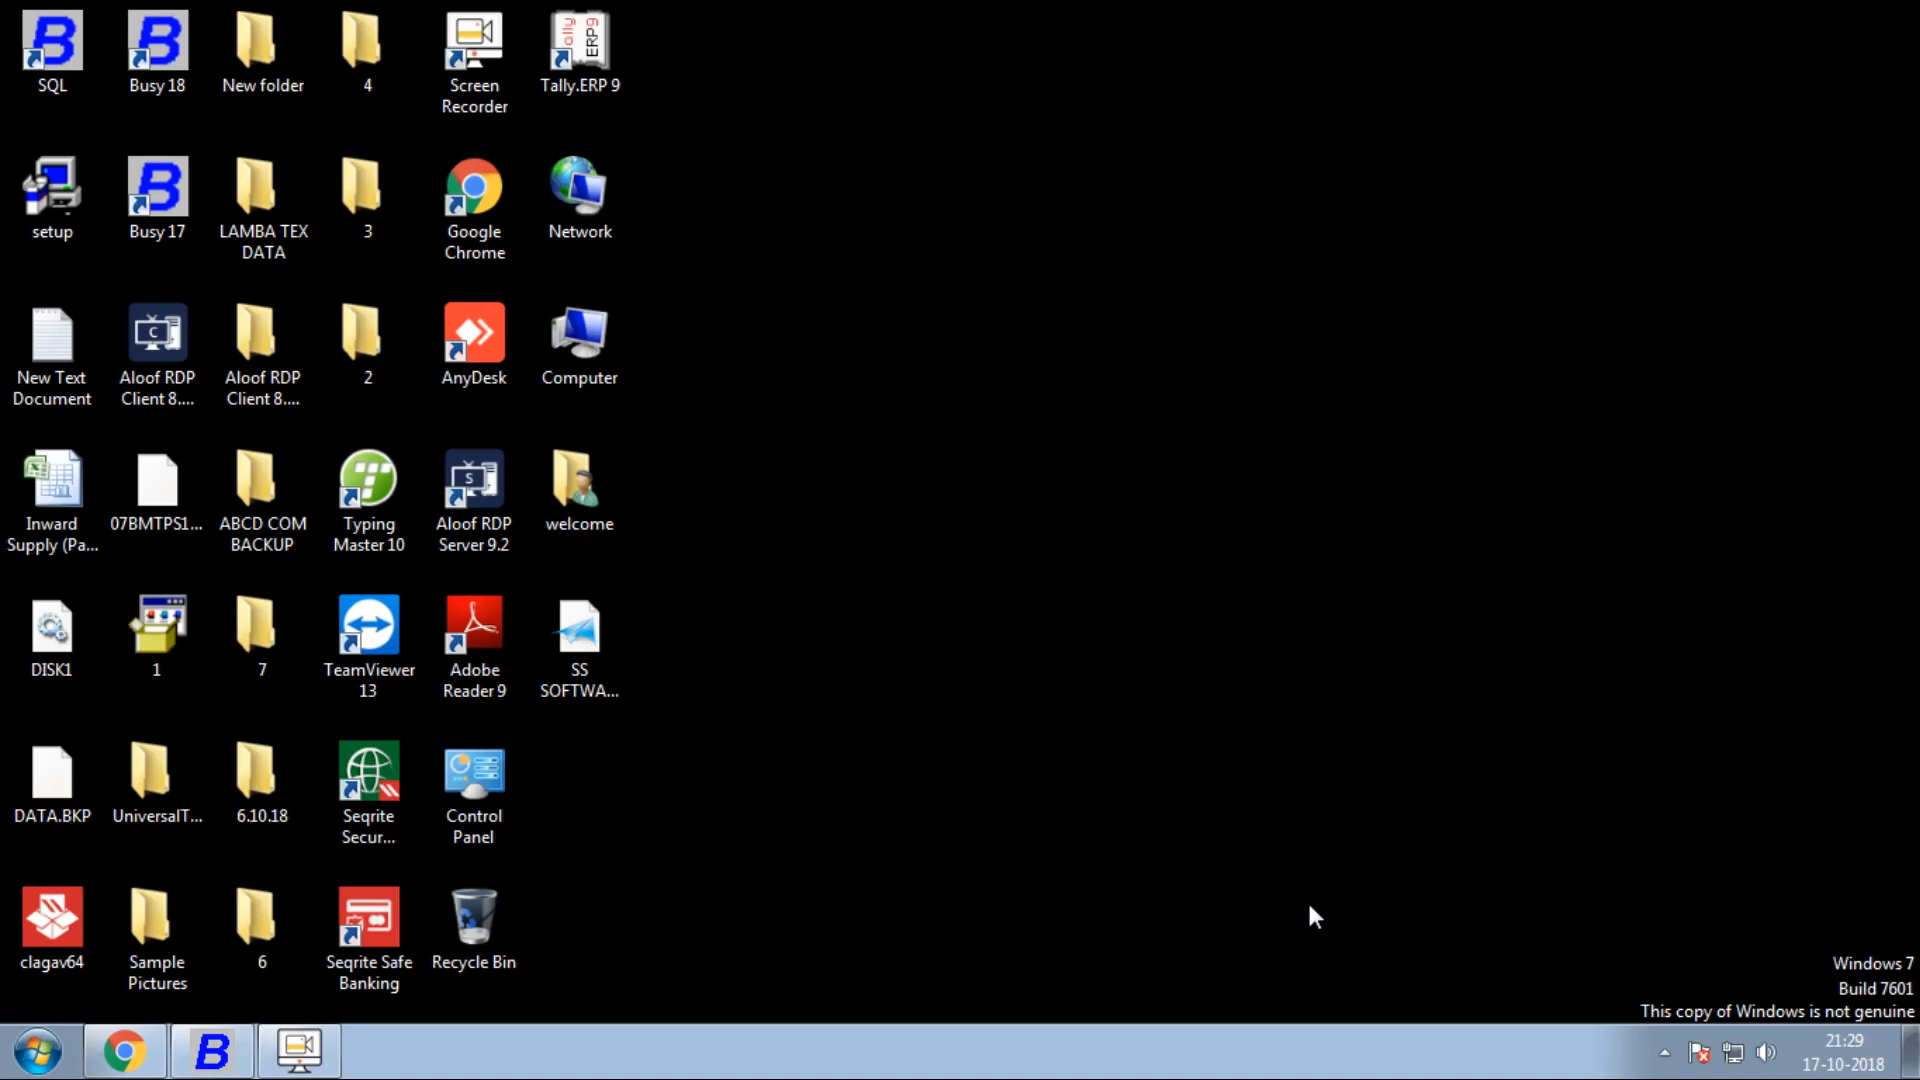 SQL
Busy 18
New folder
4
Screen
Recorder
ally
ERP9
Tally.ERP 9
setup
Busy 17
LAMBA TEX
DATA
3
Google
Chrome
Network
New Text
Document
Aloof RDP
Client 8....
Aloof RDP
Client 8....
2
AnyDesk
Computer
Inward
Supply (Pa...
07BMTPS1...
ABCD COM
BACKUP
Typing
Master 10
Aloof RDP
Server 9.2
welcome
DISK1
1
7
TeamViewer
13
Adobe
Reader 9
SS
SOFTWA...
DATA.BKP
UniversalT...
6.10.18
Seqrite
Secur...
Control
Panel
clagav64
Sample
Pictures
6
Seqrite Safe
Banking
Recycle Bin
Windows 7
Build 7601
This copy of Windows is not genuine
21:29
17-10-2018